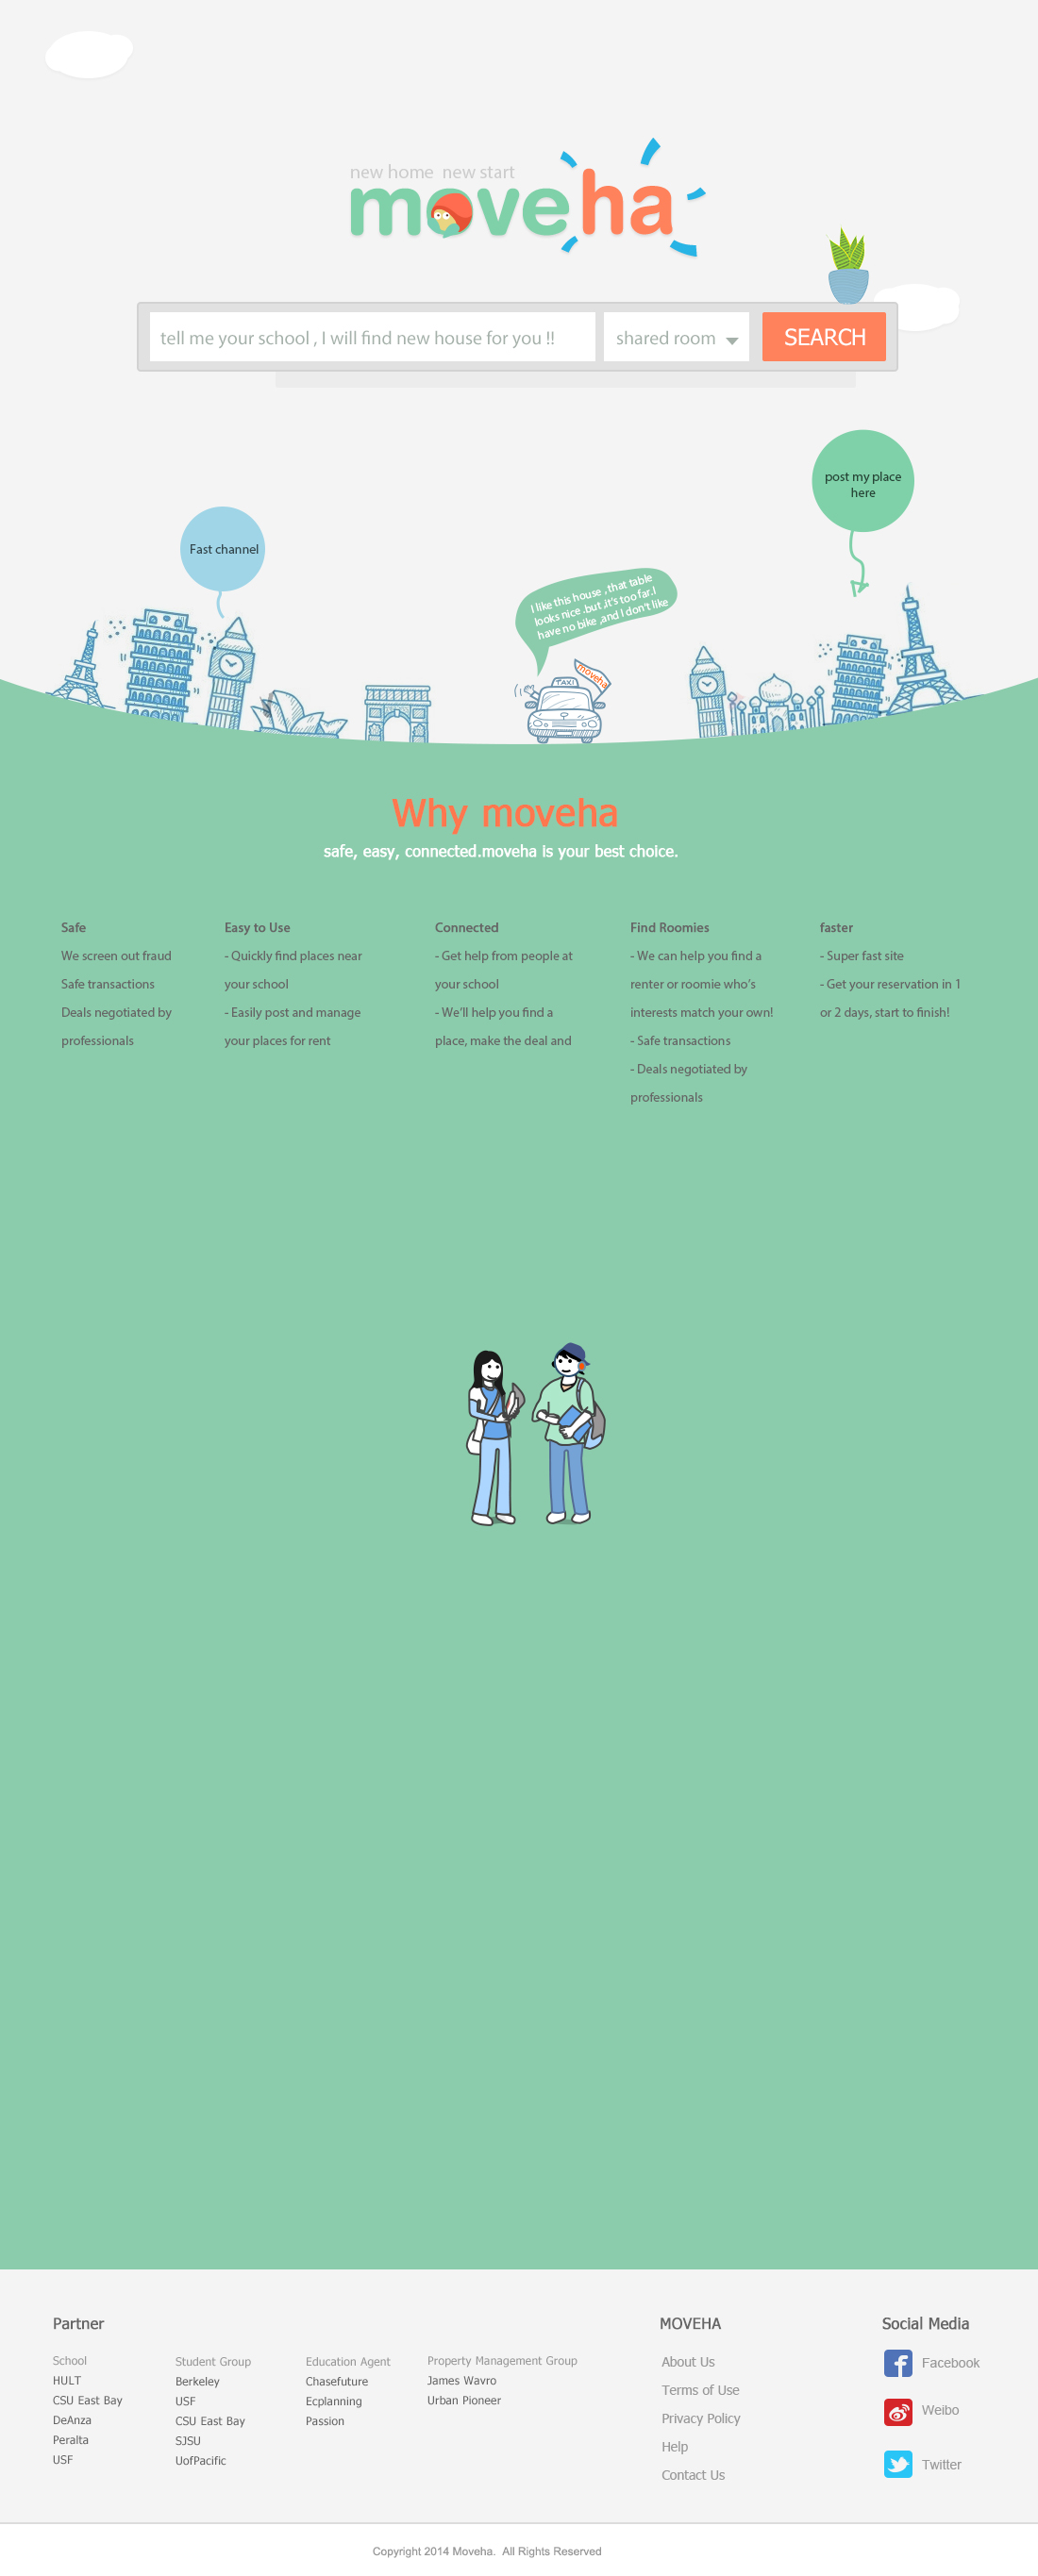 new home  new start
moveha
tell me your school , I will find new house for you !!
shared room
SEARCH
post my place
here
Fast channel
I like this house , that table
looks nice .but ,it's too far.I
have no bike ,and I don't like
TAXI
moveha
Why moveha
safe, easy, connected.moveha is your best choice.
Safe
We screen out fraud
Safe transactions
Deals negotiated by
professionals
Easy to Use
- Quickly find places near
your school
- Easily post and manage
your places for rent
Connected
- Get help from people at
your school
- We'll help you find a
place, make the deal and
Find Roomies
- We can help you find a
renter or roomie who's
interests match your own!
- Safe transactions
- Deals negotiated by
professionals
faster
- Super fast site
- Get your reservation in 1
or 2 days, start to finish!
Partner
School
HULT
CSU East Bay
DeAnza
Peralta
USF
Student Group
Berkeley
USF
CSU East Bay
SJSU
UofPacific
Education Agent
Chasefuture
Ecplanning
Passion
Property Management Group
James Wavro
Urban Pioneer
MOVEHA
About Us
Terms of Use
Privacy Policy
Help
Contact Us
Social Media
Facebook
Weibo
Twitter
Copyright 2014 Moveha.  All Rights Reserved